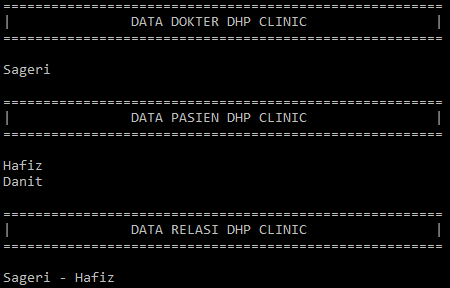 =======================================================
|               DATA DOKTER DHP CLINIC                |
=======================================================
Sageri
=======================================================
|               DATA PASIEN DHP CLINIC                |
=======================================================
Hafiz
Danit
=======================================================
|               DATA RELASI DHP CLINIC                |
=======================================================
Sageri - Hafiz